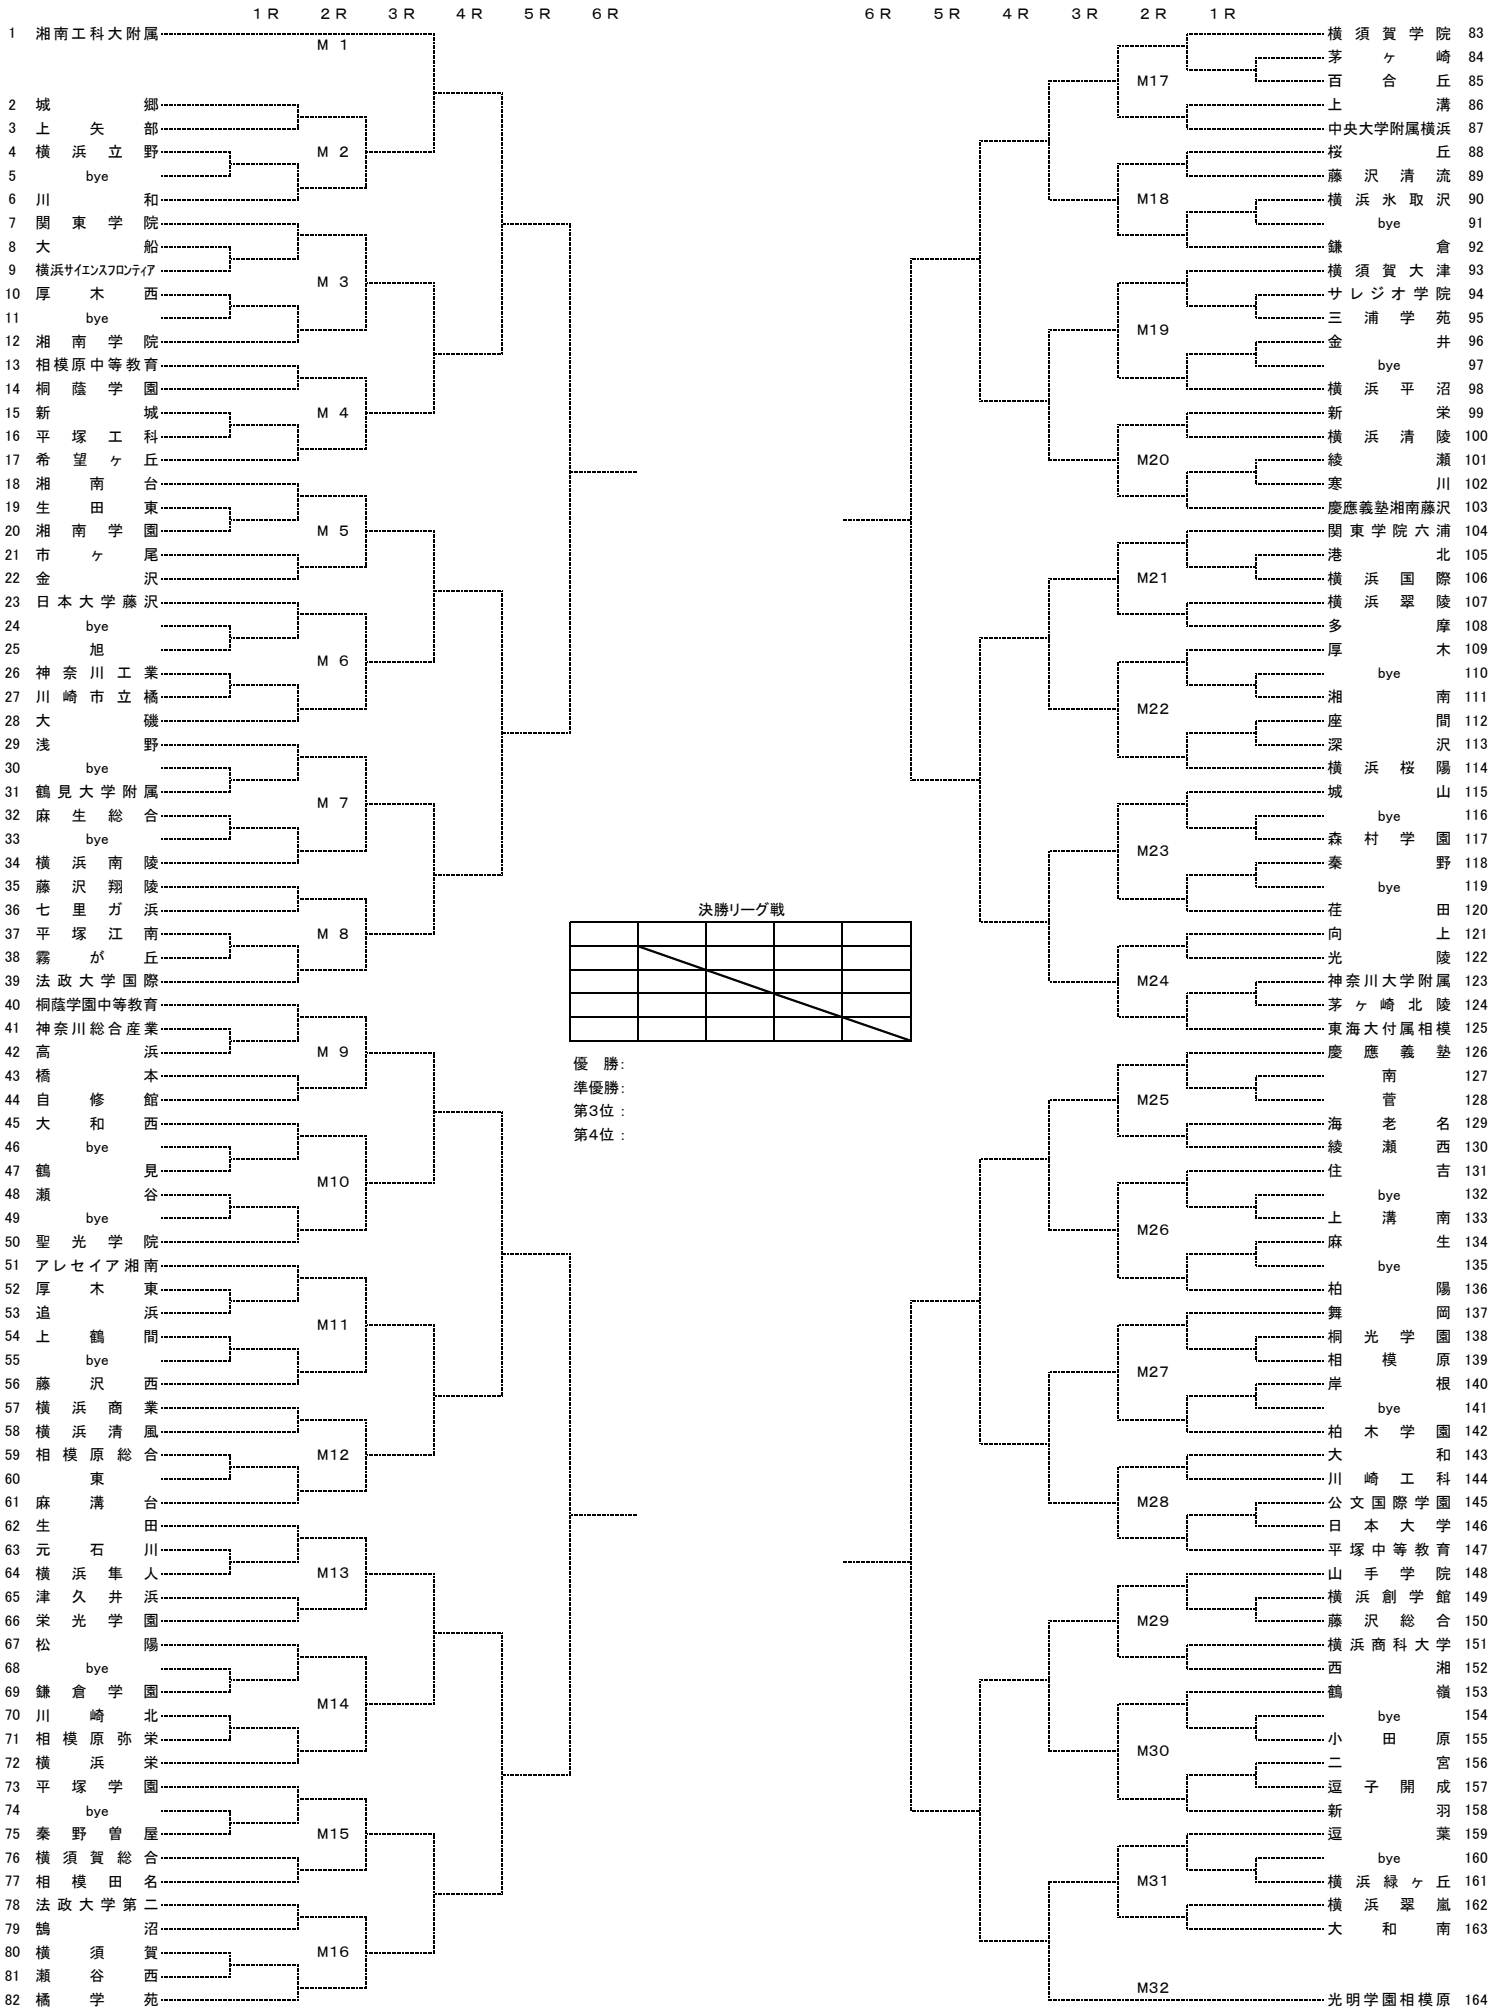 １Ｒ ２Ｒ ３Ｒ ４Ｒ ５Ｒ ６Ｒ
1 湘南工科大附属
Ｍ １
2 城郷
3 上矢部
4 横浜立野
Ｍ ２
5 bye
6 川和
7 関東学院
8 大船
9 横浜サイエンスフロンティア
Ｍ ３
10 厚木西
11 bye
12 湘南学院
13 相模原中等教育
14 桐蔭学園
15 新城
Ｍ ４
16 平塚工科
17 希望ヶ丘
18 湘南台
19 生田東
20 湘南学園
Ｍ ５
21 市ヶ尾
22 金沢
23 日本大学藤沢
24 bye
25 旭
Ｍ ６
26 神奈川工業
27 川崎市立橘
28 大磯
29 浅野
30 bye
31 鶴見大学附属
Ｍ ７
32 麻生総合
33 bye
34 横浜南陵
35 藤沢翔陵
36 七里ガ浜
37 平塚江南
Ｍ ８
38 霧が丘
39 法政大学国際
40 桐蔭学園中等教育
41 神奈川総合産業
42 高浜
Ｍ ９
43 橋本
44 自修館
45 大和西
46 bye
47 鶴見
Ｍ10
48 瀬谷
49 bye
50 聖光学院
51 アレセイア湘南
52 厚木東
53 追浜
Ｍ11
54 上鶴間
55 bye
56 藤沢西
57 横浜商業
58 横浜清風
59 相模原総合
Ｍ12
60 東
61 麻溝台
62 生田
63 元石川
64 横浜隼人
Ｍ13
65 津久井浜
66 栄光学園
67 松陽
68 bye
69 鎌倉学園
Ｍ14
70 川崎北
71 相模原弥栄
72 横浜栄
73 平塚学園
74 bye
75 秦野曽屋
Ｍ15
76 横須賀総合
77 相模田名
78 法政大学第二
79 鵠沼
80 横須賀
Ｍ16
81 瀬谷西
82 橘学苑
決勝リーグ戦
優 勝：
準優勝：
第３位：
第４位：
６Ｒ ５Ｒ ４Ｒ ３Ｒ ２Ｒ １Ｒ
横須賀学院 83
茅ヶ崎 84
Ｍ17
百合丘 85
上溝 86
中央大学附属横浜 87
桜丘 88
藤沢清流 89
Ｍ18
横浜氷取沢 90
bye 91
鎌倉 92
横須賀大津 93
サレジオ学院 94
三浦学苑 95
Ｍ19
金井 96
bye 97
横浜平沼 98
新栄 99
横浜清陵 100
Ｍ20
綾瀬 101
寒川 102
慶應義塾湘南藤沢 103
関東学院六浦 104
港北 105
Ｍ21
横浜国際 106
横浜翠陵 107
多摩 108
厚木 109
bye 110
湘南 111
Ｍ22
座間 112
深沢 113
横浜桜陽 114
城山 115
bye 116
森村学園 117
Ｍ23
秦野 118
bye 119
荏田 120
向上 121
光陵 122
Ｍ24
神奈川大学附属 123
茅ヶ崎北陵 124
東海大付属相模 125
慶應義塾 126
南 127
Ｍ25
菅 128
海老名 129
綾瀬西 130
住吉 131
bye 132
上溝南 133
Ｍ26
麻生 134
bye 135
柏陽 136
舞岡 137
桐光学園 138
相模原 139
Ｍ27
岸根 140
bye 141
柏木学園 142
大和 143
川崎工科 144
Ｍ28
公文国際学園 145
日本大学 146
平塚中等教育 147
山手学院 148
横浜創学館 149
Ｍ29
藤沢総合 150
横浜商科大学 151
西湘 152
鶴嶺 153
bye 154
小田原 155
Ｍ30
二宮 156
逗子開成 157
新羽 158
逗葉 159
bye 160
Ｍ31
横浜緑ヶ丘 161
横浜翠嵐 162
大和南 163
Ｍ32
光明学園相模原 164